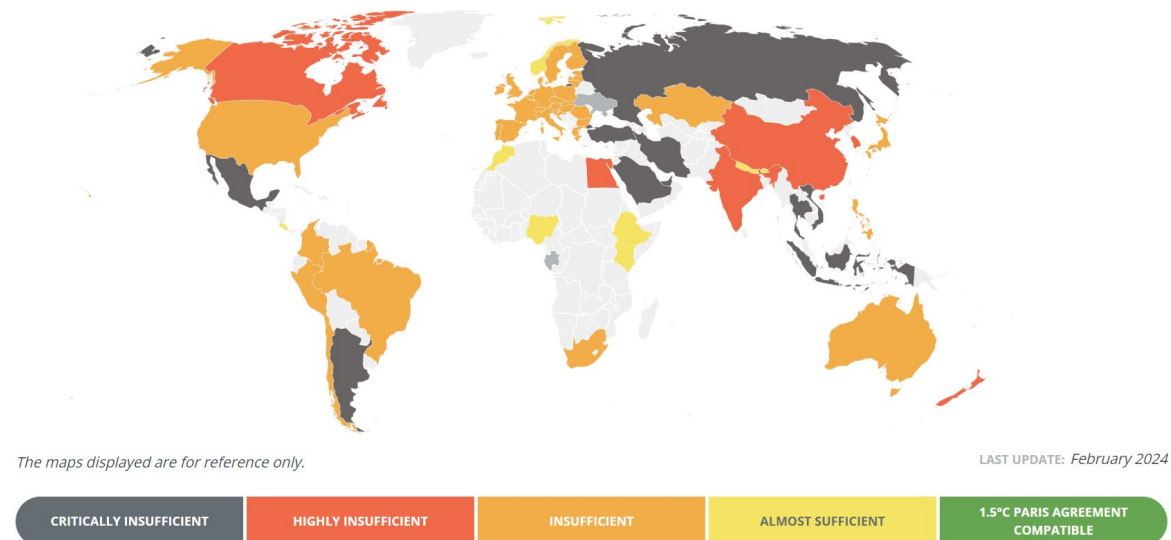 The maps displayed are for reference only.
LAST UPDATE: February 2024
CRITICALLY INSUFFICIENT
HIGHLY INSUFFICIENT
INSUFFICIENT
ALMOST SUFFICIENT
1.5°C PARIS AGREEMENT
COMPATIBLE